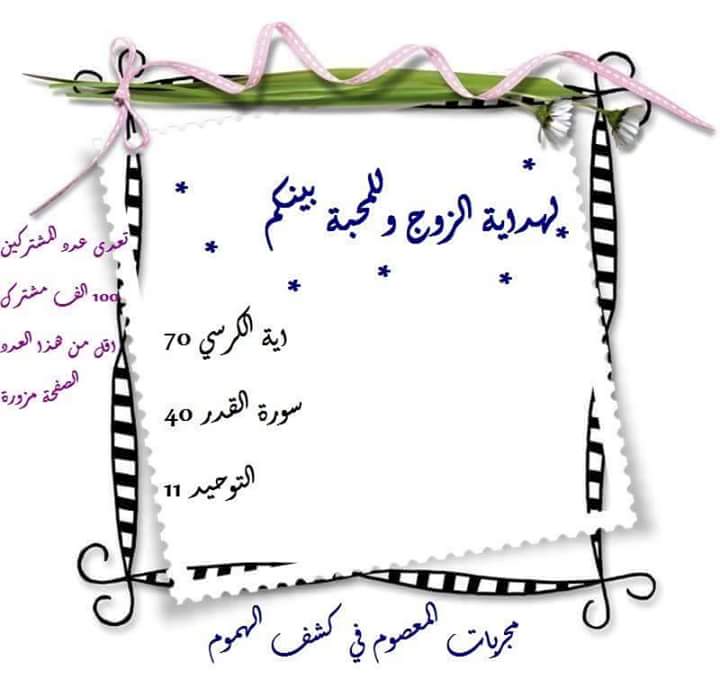 لهداية الزوج وللمحبة بينكم
اية الكرسي 70
سورة القدر 40
التوحيد 11
تعدى عدد المشتركين
100 الف مشترك
اقل من هذا العدد
الصفحة مزورة
مجربات المعصوم في كشف الهموم